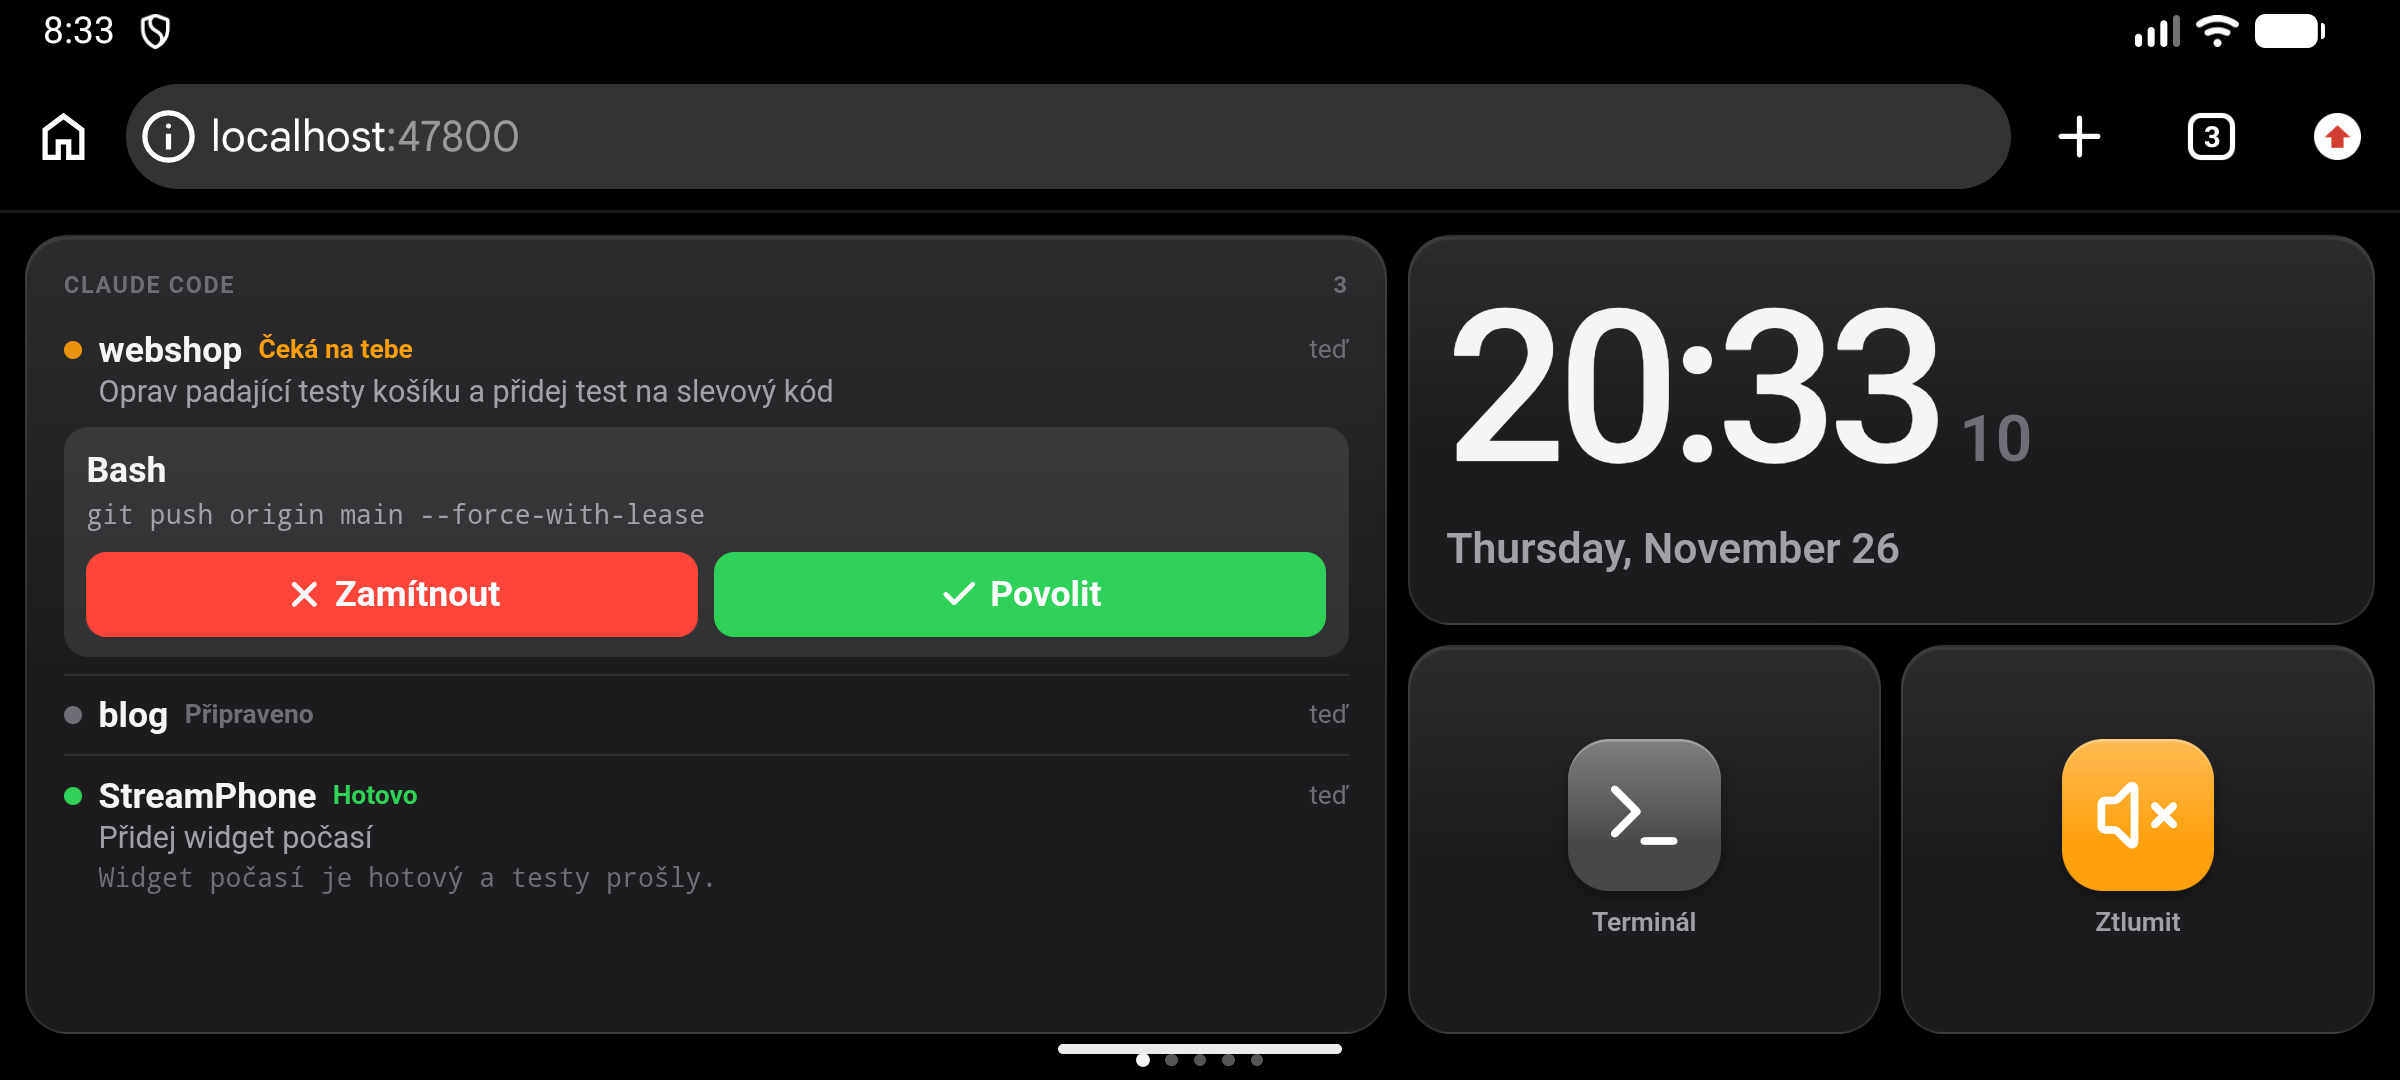 8:33
localhost:47800
3
CLAUDE CODE
3
webshop Čeká na tebe teď
Oprav padající testy košíku a přidej test na slevový kód
Bash
git push origin main --force-with-lease
Zamítnout
Povolit
blog Připraveno teď
StreamPhone Hotovo teď
Přidej widget počasí
Widget počasí je hotový a testy prošly.
20:33 10
Thursday, November 26
Terminál
Ztlumit